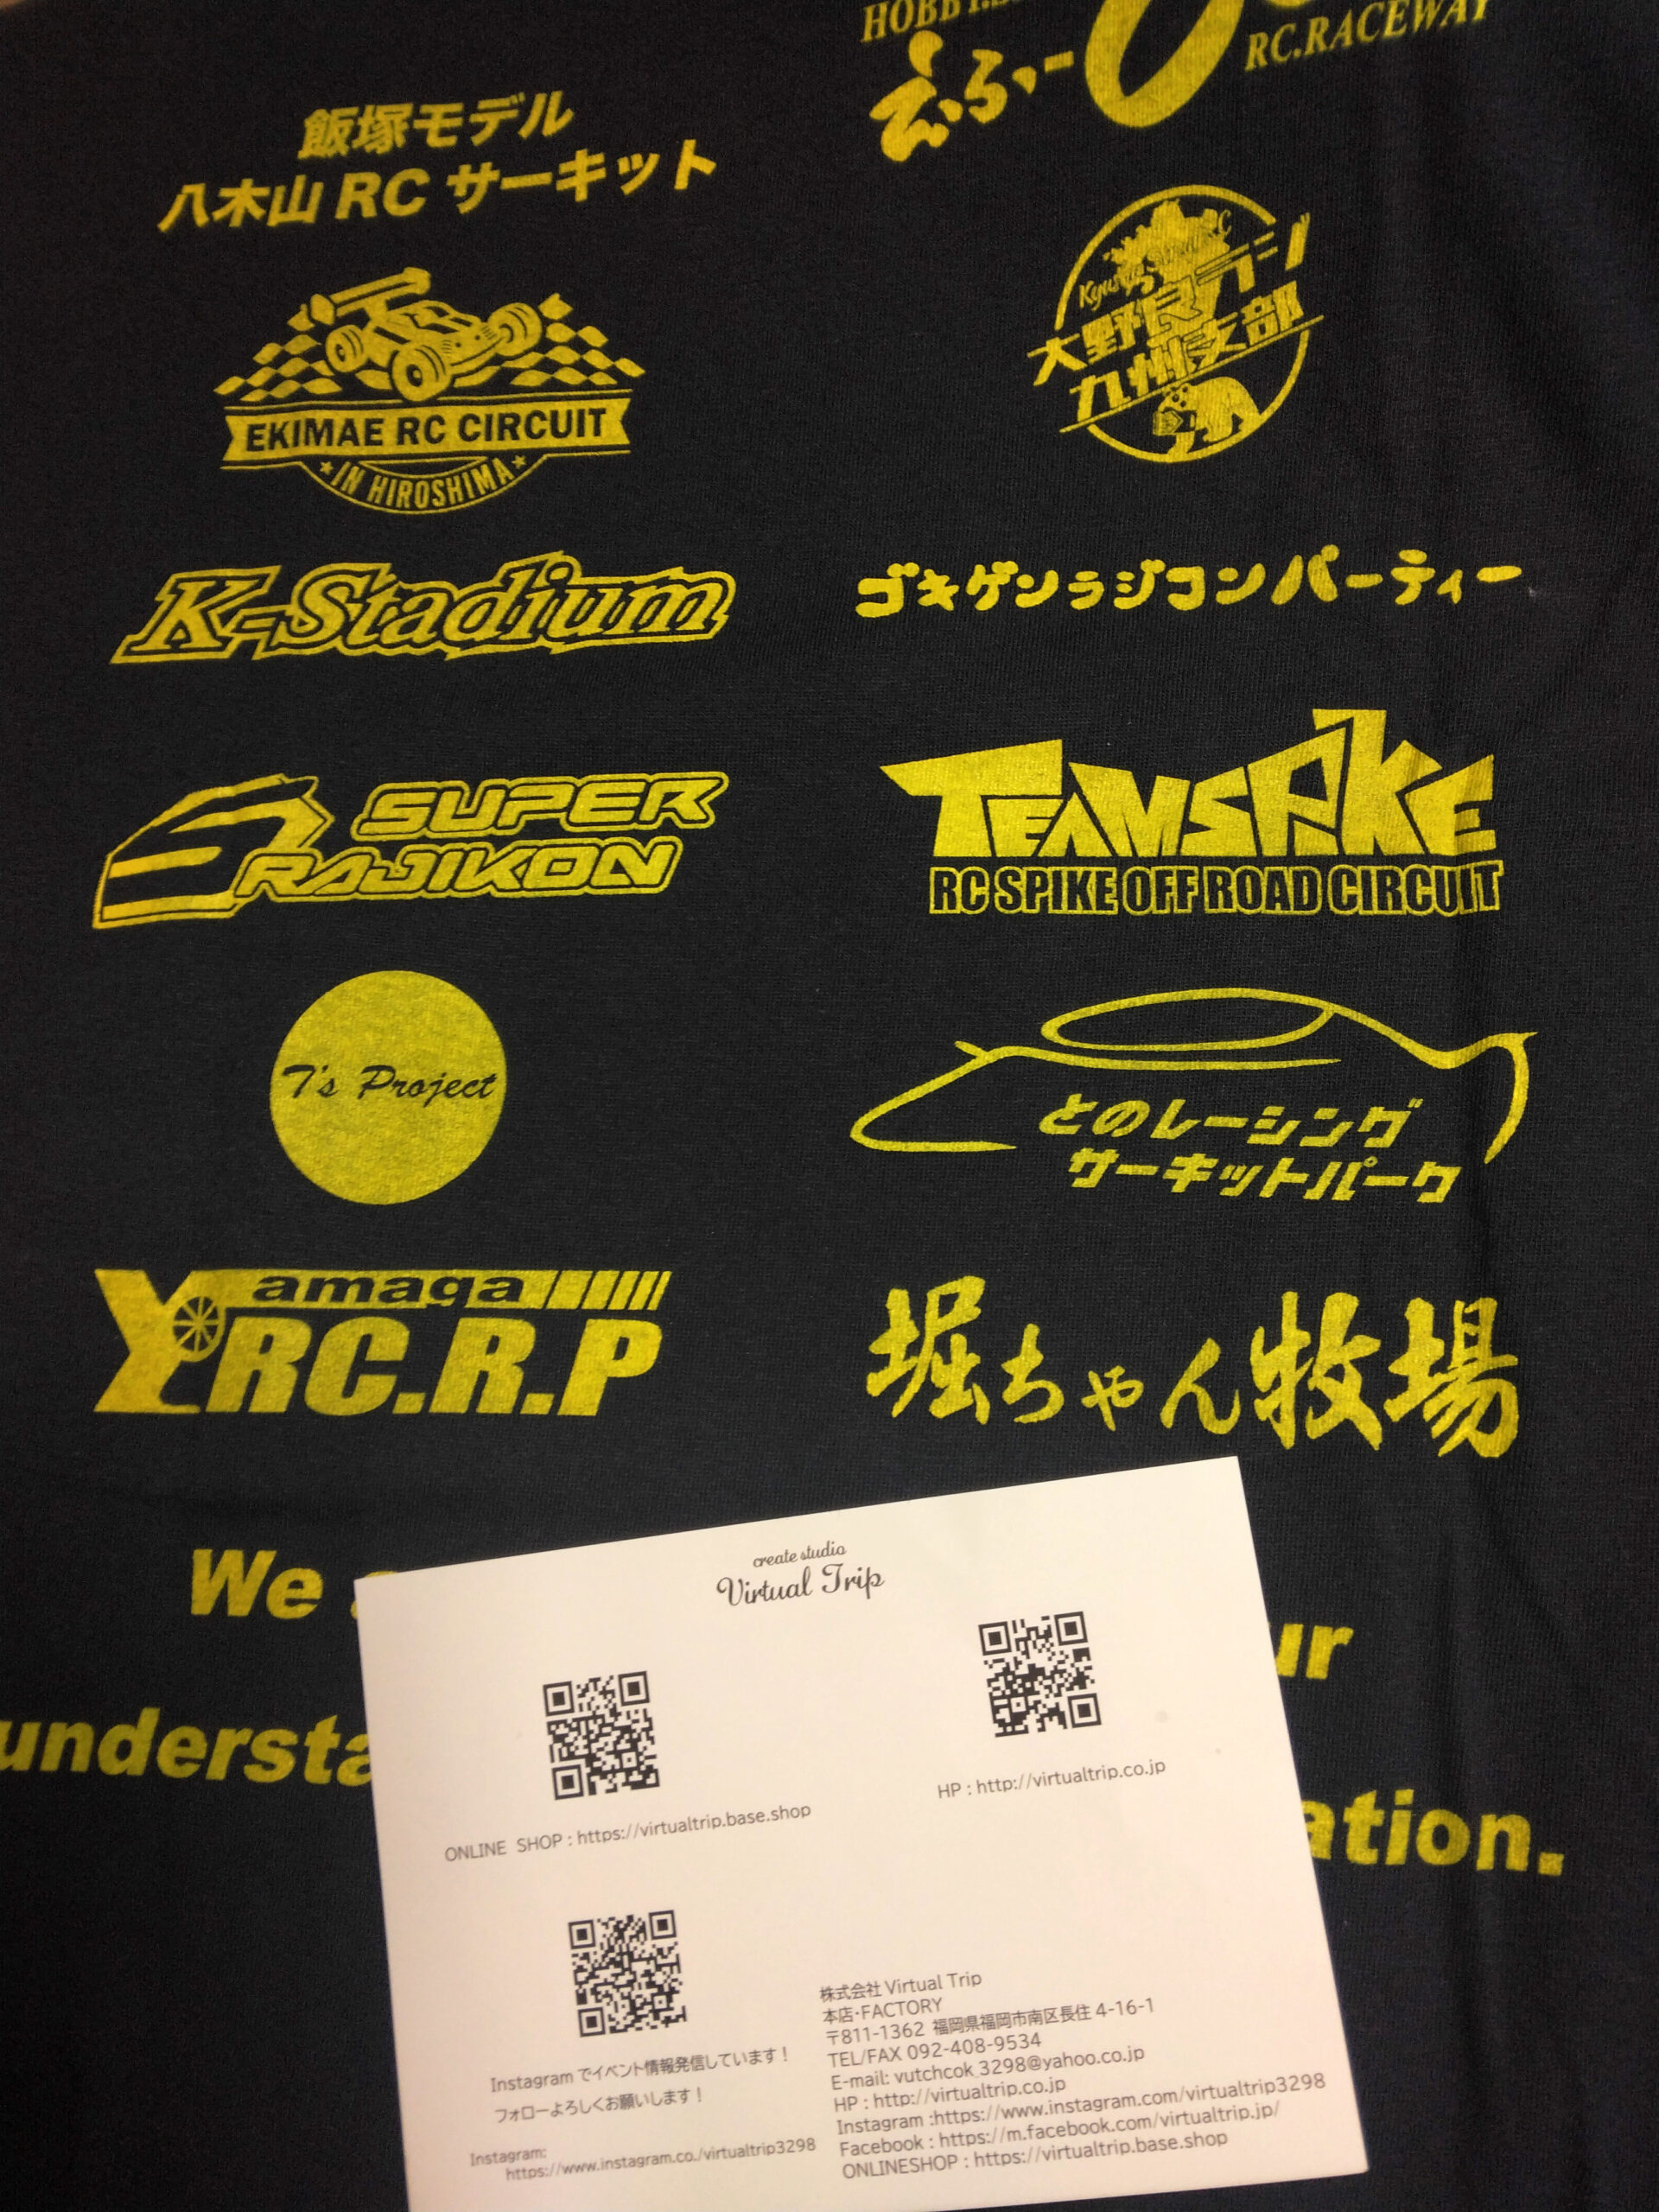 RC.RACEWAY
えふー
飯塚モデル
八木山 RC サーキット
大野良ラジ
九州支部
EKIMAE RC CIRCUIT
IN HIROSHIMA
K-Stadium
ゴキゲンラジコンパーティー
SUPER
RAJIKON
TEAMSPIKE
RC SPIKE OFF ROAD CIRCUIT
T's Project
とのレーシング
サーキットパーク
Yamaga
RC.R.P
堀ちゃん牧場
We
ur
understa
ation.
create studio
Virtual Trip
ONLINE SHOP : https://virtualtrip.base.shop
HP : http://virtualtrip.co.jp
Instagram でイベント情報発信しています！
フォローよろしくお願いします！
Instagram:
https://www.instagram.co./virtualtrip3298
株式会社 Virtual Trip
本店・FACTORY
〒811-1362 福岡県福岡市南区長住 4-16-1
TEL/FAX 092-408-9534
E-mail: vutchcok_3298@yahoo.co.jp
HP : http://virtualtrip.co.jp
Instagram :https://www.instagram.com/virtualtrip3298
Facebook : https://m.facebook.com/virtualtrip.jp/
ONLINESHOP : https://virtualtrip.base.shop